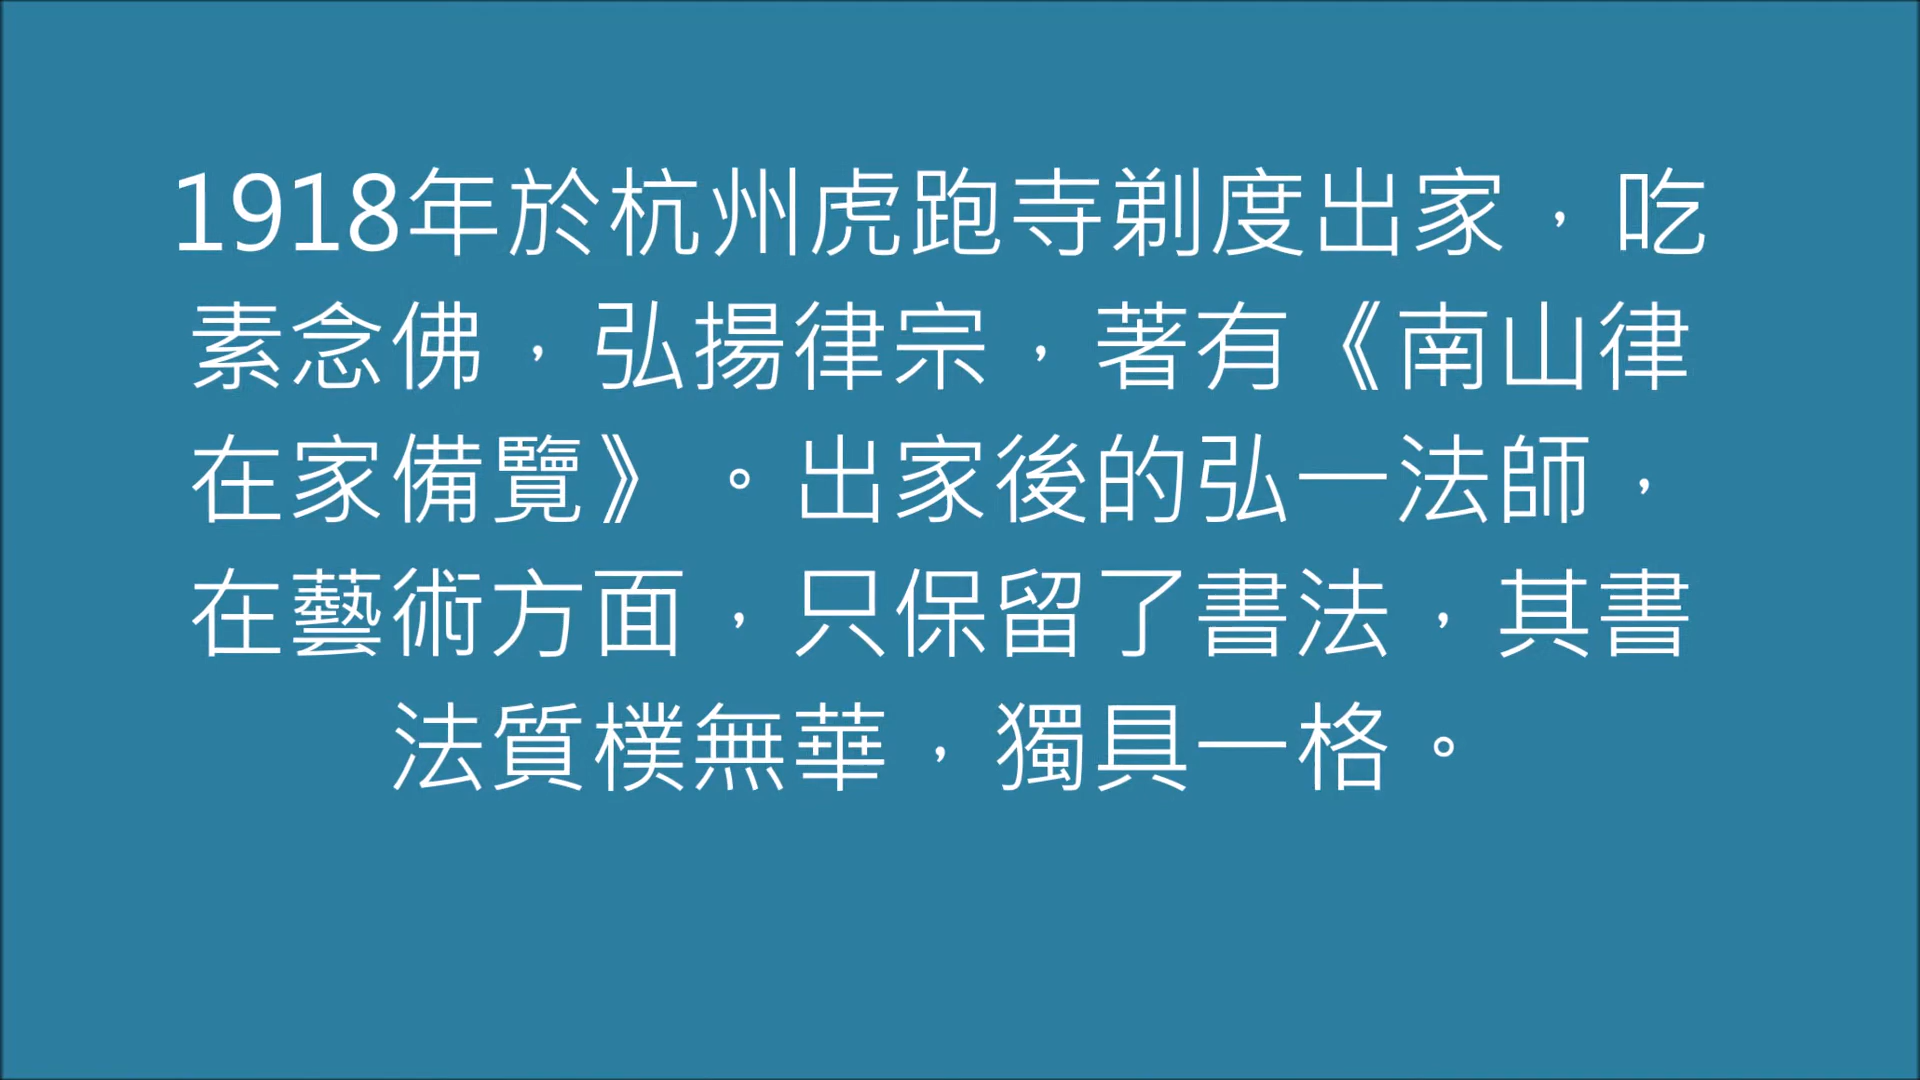 1918年於杭州虎跑寺剃度出家，吃
素念佛，弘揚律宗，著有《南山律
在家備覽》。出家後的弘一法師，
在藝術方面，只保留了書法，其書
法質樸無華，獨具一格。